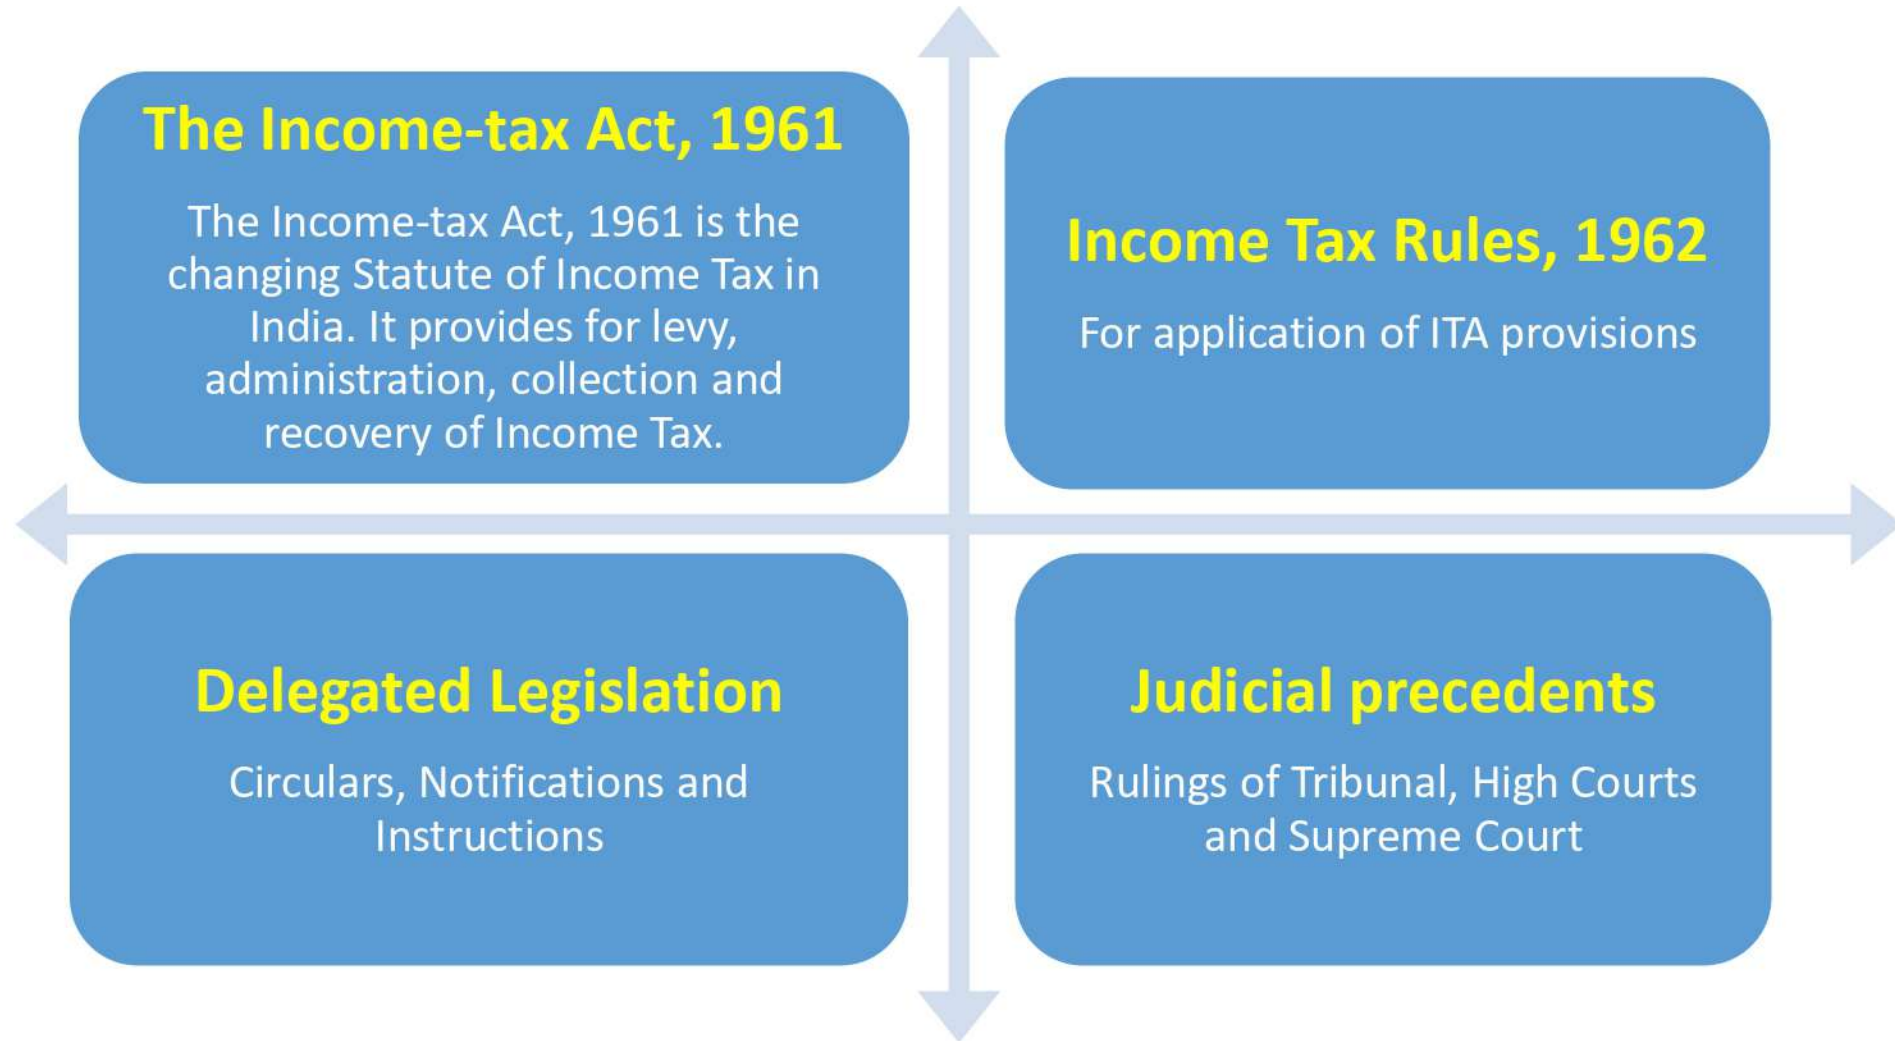 The Income-tax Act, 1961
The Income-tax Act, 1961 is the
changing Statute of Income Tax in
India. It provides for levy,
administration, collection and
recovery of Income Tax.
Income Tax Rules, 1962
For application of ITA provisions
Delegated Legislation
Circulars, Notifications and
Instructions
Judicial precedents
Rulings of Tribunal, High Courts
and Supreme Court